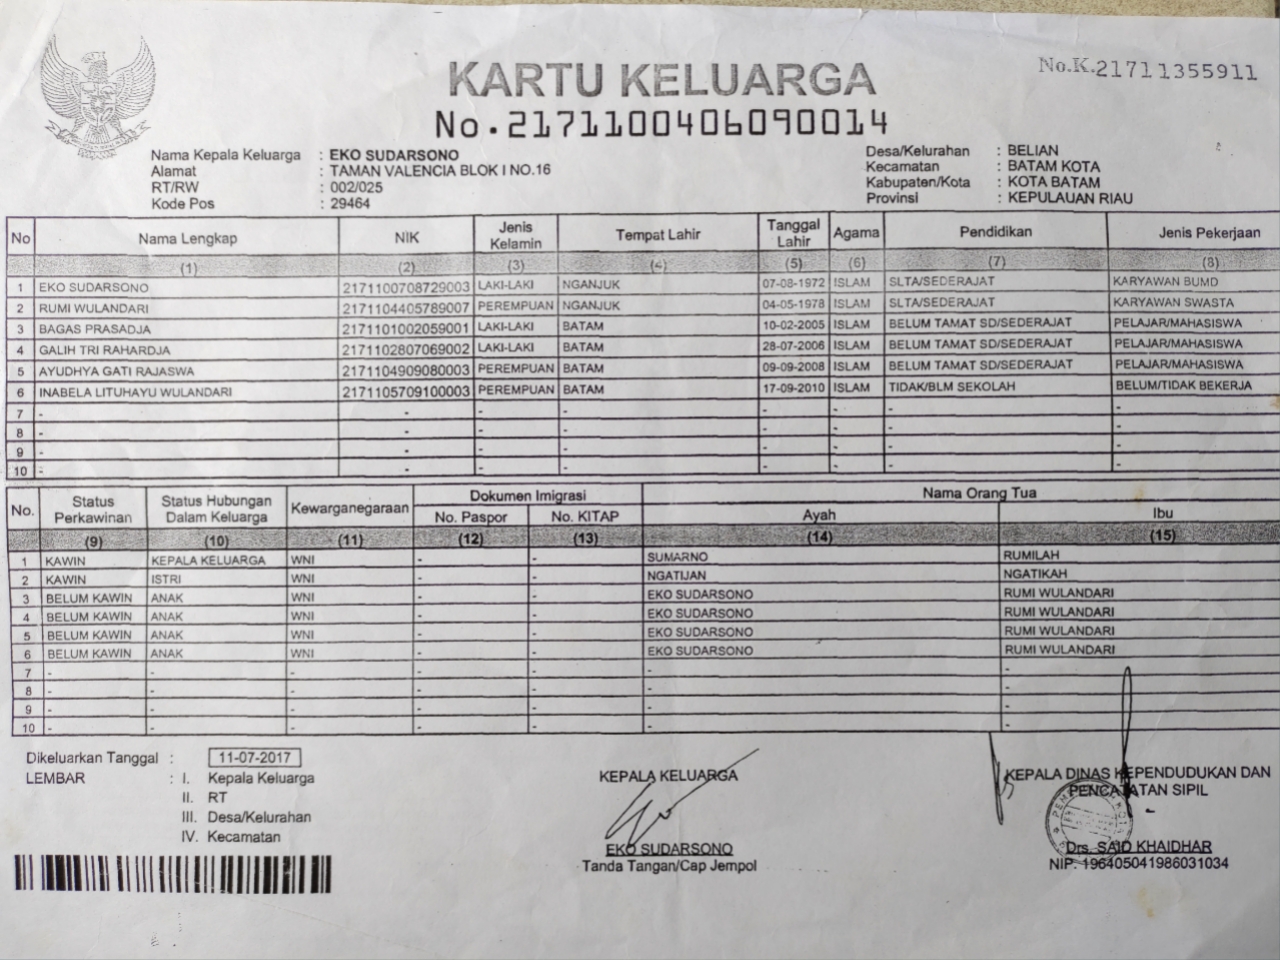 KARTU KELUARGA
No.K.21711355911
No.2171100406090014
Nama Kepala Keluarga : EKO SUDARSONO
Alamat : TAMAN VALENCIA BLOK I NO.16
RT/RW : 002/025
Kode Pos : 29464
Desa/Kelurahan : BELIAN
Kecamatan : BATAM KOTA
Kabupaten/Kota : KOTA BATAM
Provinsi : KEPULAUAN RIAU
No Nama Lengkap NIK Jenis Kelamin Tempat Lahir Tanggal Lahir Agama Pendidikan Jenis Pekerjaan
(1) (2) (3) (4) (5) (6) (7) (8)
1 EKO SUDARSONO 2171100708729003 LAKI-LAKI NGANJUK 07-08-1972 ISLAM SLTA/SEDERAJAT KARYAWAN BUMD
2 RUMI WULANDARI 2171104405789007 PEREMPUAN NGANJUK 04-05-1978 ISLAM SLTA/SEDERAJAT KARYAWAN SWASTA
3 BAGAS PRASADJA 2171101002059001 LAKI-LAKI BATAM 10-02-2005 ISLAM BELUM TAMAT SD/SEDERAJAT PELAJAR/MAHASISWA
4 GALIH TRI RAHARDJA 2171102807069002 LAKI-LAKI BATAM 28-07-2006 ISLAM BELUM TAMAT SD/SEDERAJAT PELAJAR/MAHASISWA
5 AYUDHYA GATI RAJASWA 2171104909080003 PEREMPUAN BATAM 09-09-2008 ISLAM BELUM TAMAT SD/SEDERAJAT PELAJAR/MAHASISWA
6 INABELA LITUHAYU WULANDARI 2171105709100003 PEREMPUAN BATAM 17-09-2010 ISLAM TIDAK/BLM SEKOLAH BELUM/TIDAK BEKERJA
7 - - - - - - - -
8 - - - - - - - -
9 - - - - - - - -
10 - - - - - - - -
No. Status Perkawinan Status Hubungan Dalam Keluarga Kewarganegaraan Dokumen Imigrasi Nama Orang Tua
No. Paspor No. KITAP Ayah Ibu
(9) (10) (11) (12) (13) (14) (15)
1 KAWIN KEPALA KELUARGA WNI - - SUMARNO RUMILAH
2 KAWIN ISTRI WNI - - NGATIJAN NGATIKAH
3 BELUM KAWIN ANAK WNI - - EKO SUDARSONO RUMI WULANDARI
4 BELUM KAWIN ANAK WNI - - EKO SUDARSONO RUMI WULANDARI
5 BELUM KAWIN ANAK WNI - - EKO SUDARSONO RUMI WULANDARI
6 BELUM KAWIN ANAK WNI - - EKO SUDARSONO RUMI WULANDARI
7 - - - - - - -
8 - - - - - - -
9 - - - - - - -
10 - - - - - - -
Dikeluarkan Tanggal : 11-07-2017
LEMBAR : I. Kepala Keluarga
II. RT
III. Desa/Kelurahan
IV. Kecamatan
KEPALA KELUARGA
EKO SUDARSONO
Tanda Tangan/Cap Jempol
KEPALA DINAS KEPENDUDUKAN DAN
PENCATATAN SIPIL
Drs. SAID KHAIDHAR
NIP. 196405041986031034